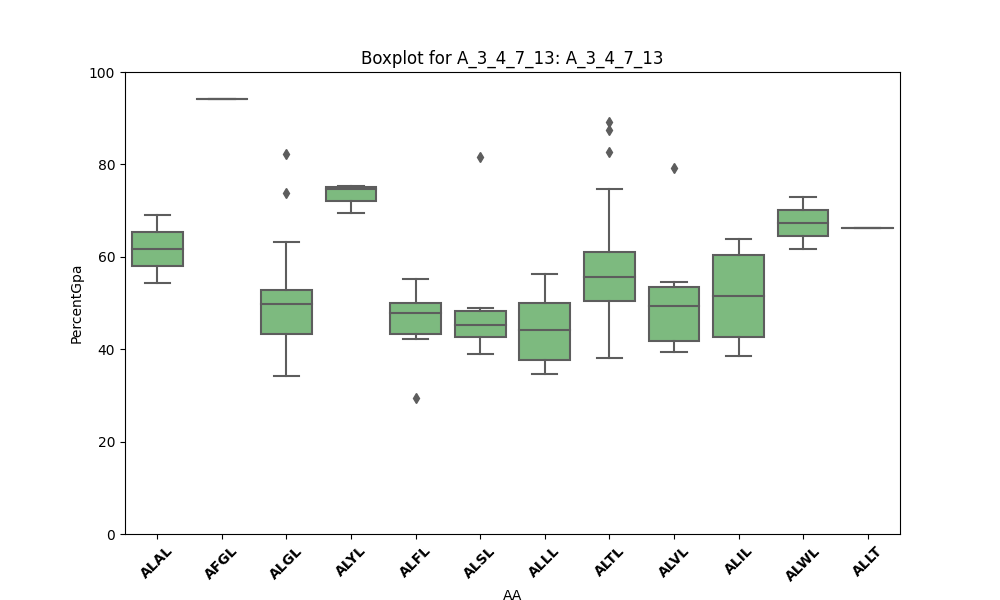 Boxplot for A_3_4_7_13: A_3_4_7_13
100
80
60
40
20
0
PercentGpa
ALAL
AFGL
ALGL
ALYL
ALFL
ALSL
ALLL
ALTL
ALVL
ALIL
ALWL
ALLT
AA